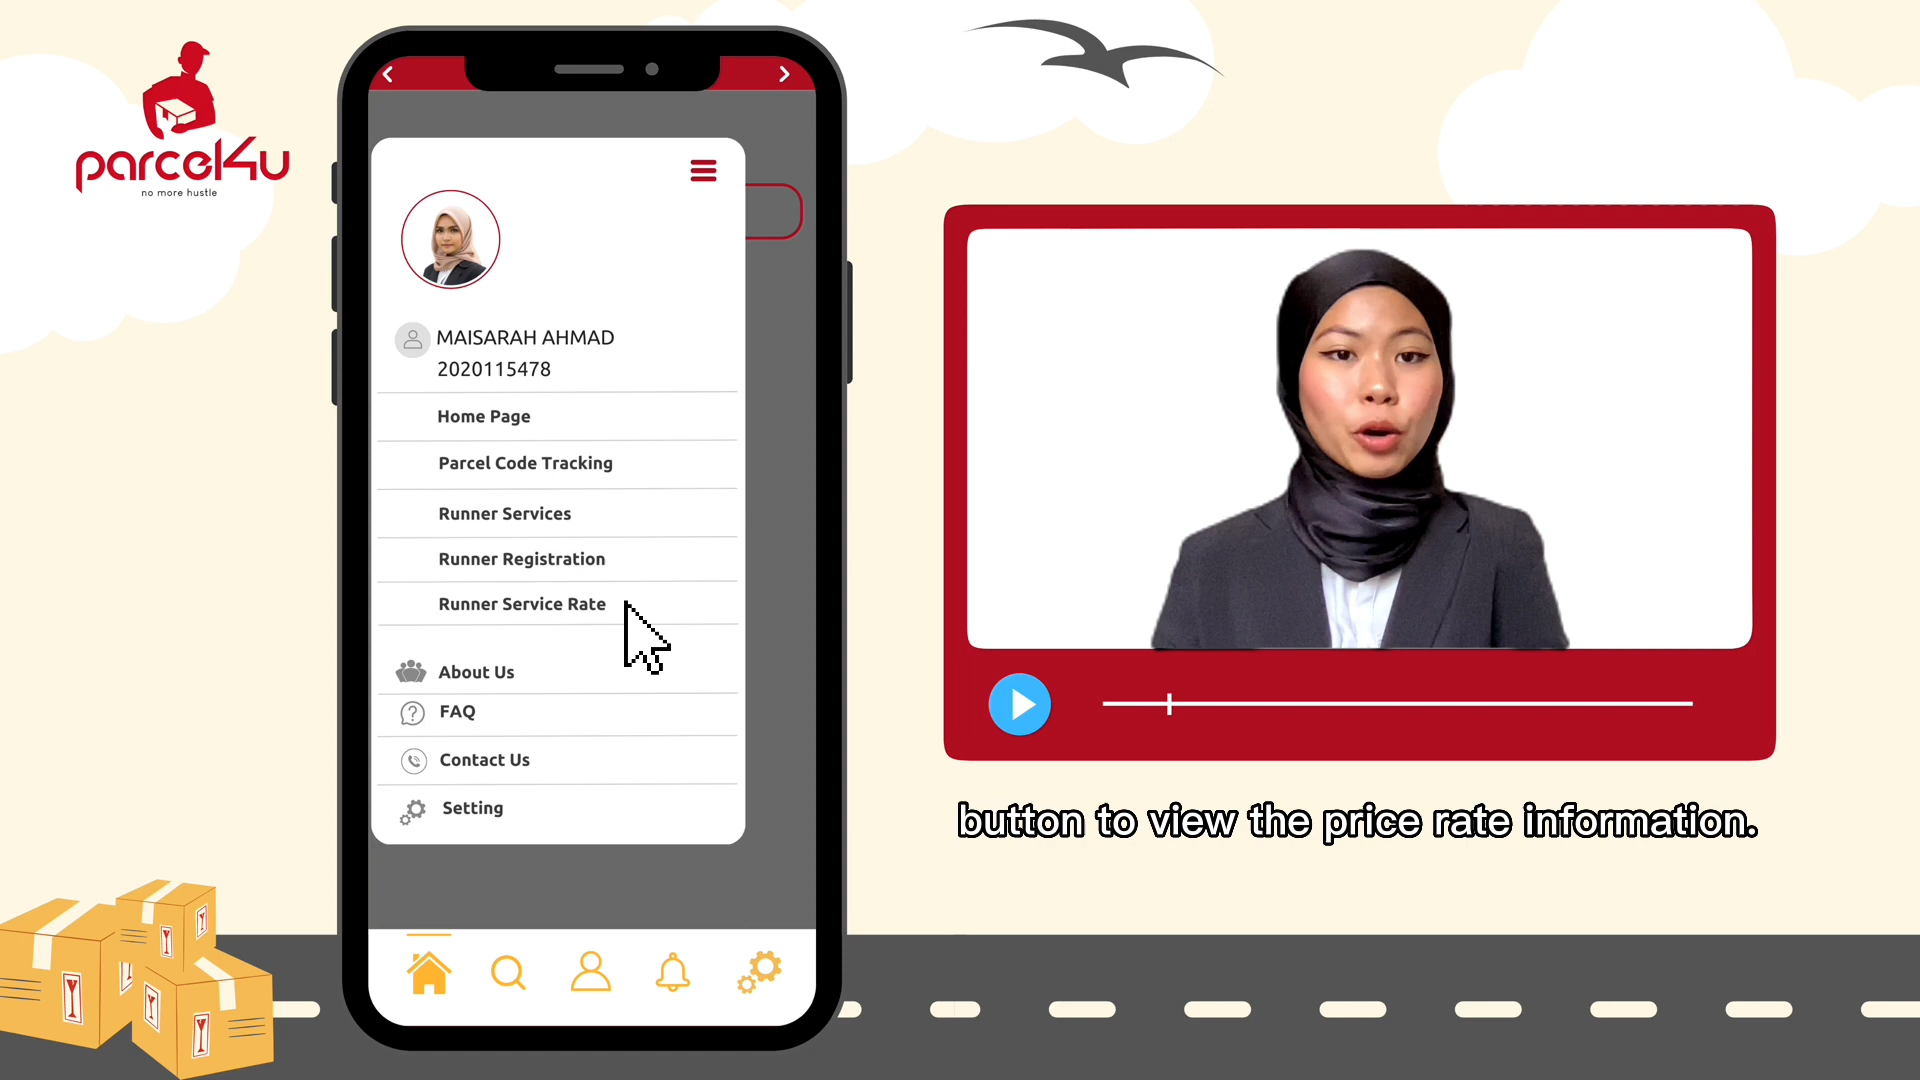 parcel4u
no more hustle
MAISARAH AHMAD
2020115478
Home Page
Parcel Code Tracking
Runner Services
Runner Registration
Runner Service Rate
About Us
FAQ
Contact Us
Setting
button to view the price rate information.